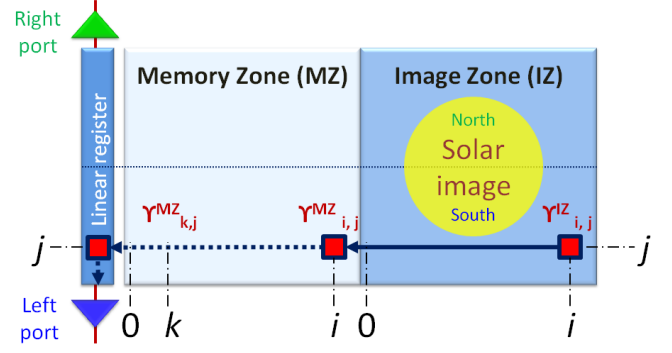 Right
port
Linear register
Memory Zone (MZ)
Image Zone (IZ)
North
Solar
image
South
ϒMZk,j
ϒMZi, j
ϒIZi, j
j
j
Left
port
0
k
i
0
i